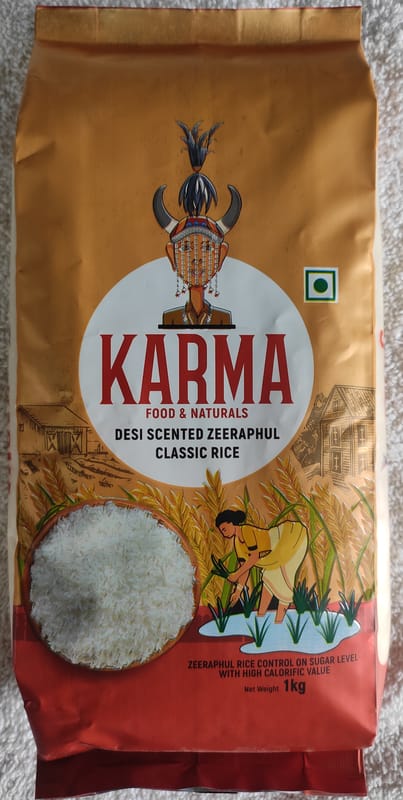 KARMA
FOOD & NATURALS
DESI SCENTED ZEERAPHUL
CLASSIC RICE
ZEERAPHUL RICE CONTROL ON SUGAR LEVEL
WITH HIGH CALORIFIC VALUE
Net Weight 1kg